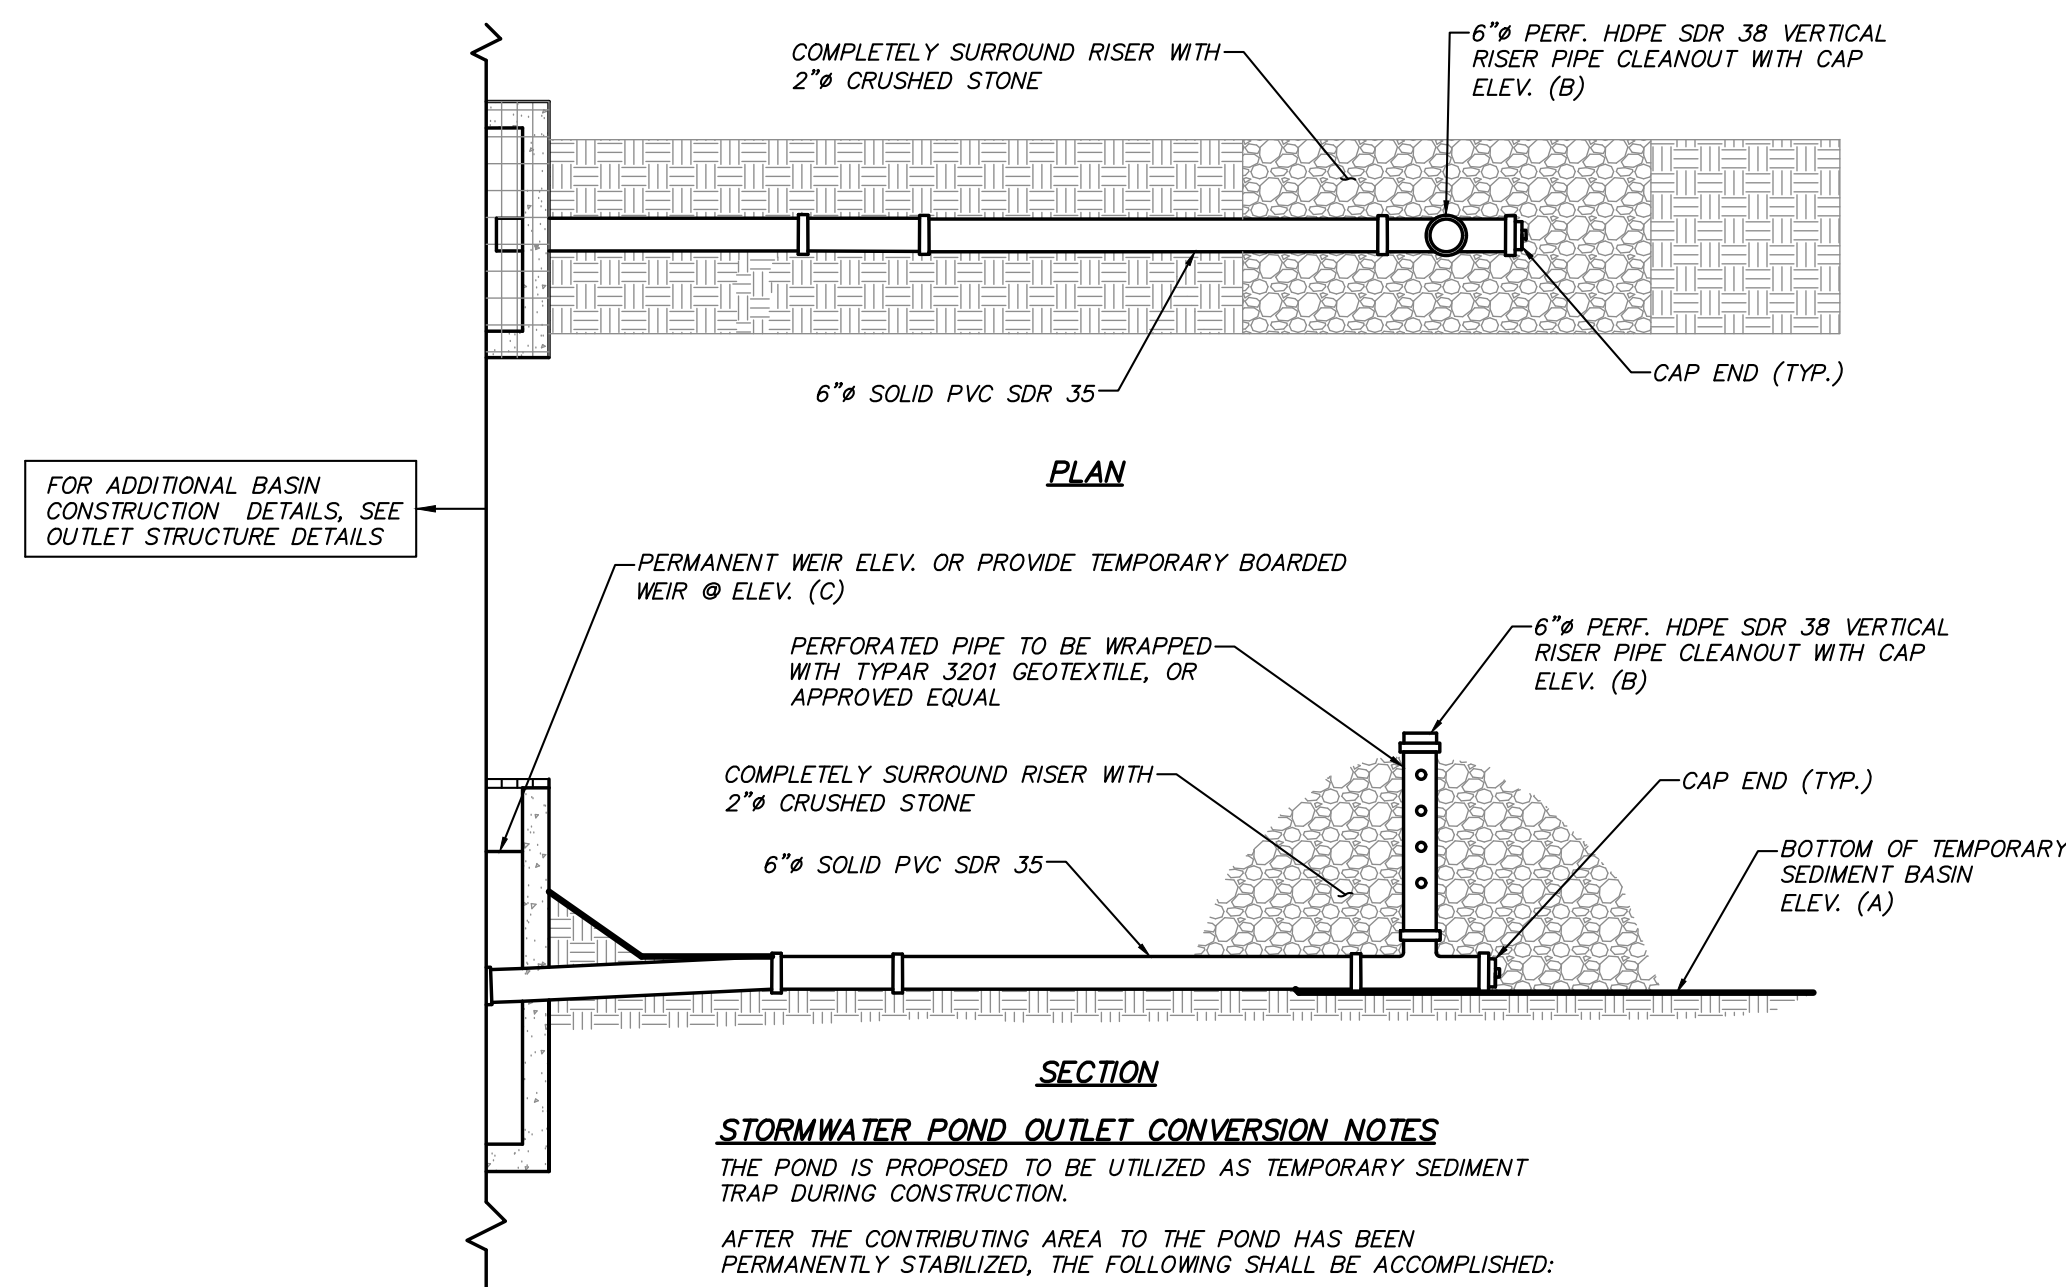 COMPLETELY SURROUND RISER WITH
2"ø CRUSHED STONE
6"ø PERF. HDPE SDR 38 VERTICAL
RISER PIPE CLEANOUT WITH CAP
ELEV. (B)
6"ø SOLID PVC SDR 35
CAP END (TYP.)
PLAN
FOR ADDITIONAL BASIN
CONSTRUCTION DETAILS, SEE
OUTLET STRUCTURE DETAILS
PERMANENT WEIR ELEV. OR PROVIDE TEMPORARY BOARDED
WEIR @ ELEV. (C)
PERFORATED PIPE TO BE WRAPPED
WITH TYPAR 3201 GEOTEXTILE, OR
APPROVED EQUAL
6"ø PERF. HDPE SDR 38 VERTICAL
RISER PIPE CLEANOUT WITH CAP
ELEV. (B)
COMPLETELY SURROUND RISER WITH
2"ø CRUSHED STONE
CAP END (TYP.)
6"ø SOLID PVC SDR 35
BOTTOM OF TEMPORARY
SEDIMENT BASIN
ELEV. (A)
SECTION
STORMWATER POND OUTLET CONVERSION NOTES
THE POND IS PROPOSED TO BE UTILIZED AS TEMPORARY SEDIMENT
TRAP DURING CONSTRUCTION.
AFTER THE CONTRIBUTING AREA TO THE POND HAS BEEN
PERMANENTLY STABILIZED, THE FOLLOWING SHALL BE ACCOMPLISHED: